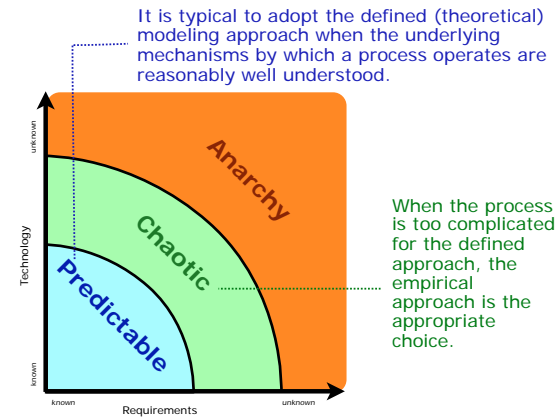 It is typical to adopt the defined (theoretical)
modeling approach when the underlying
mechanisms by which a process operates are
reasonably well understood.
unknown
Anarchy
Chaotic
Predictable
Technology
known
When the process
is too complicated
for the defined
approach, the
empirical
approach is the
appropriate
choice.
known
unknown
Requirements